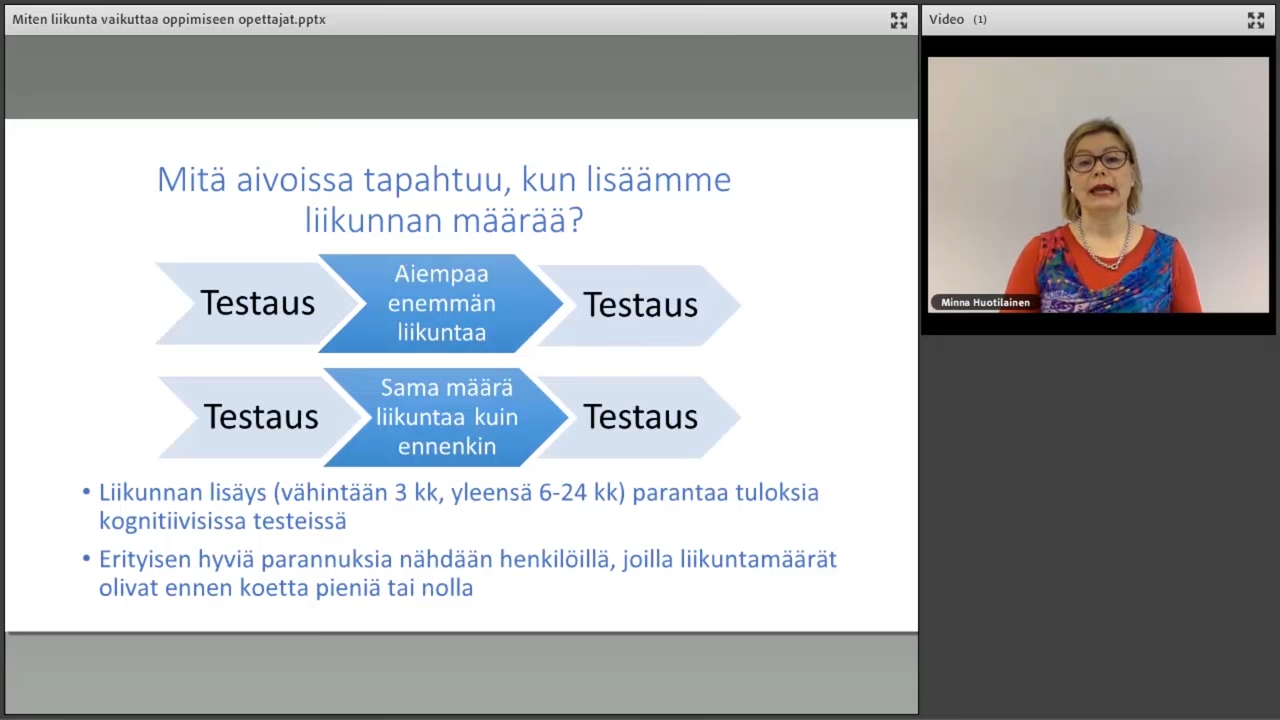 Miten liikunta vaikuttaa oppimiseen opettajat.pptx
Video (1)
Mitä aivoissa tapahtuu, kun lisäämme
liikunnan määrää?
Testaus
Aiempaa
enemmän
liikuntaa
Testaus
Testaus
Sama määrä
liikuntaa kuin
ennenkin
Testaus
• Liikunnan lisäys (vähintään 3 kk, yleensä 6-24 kk) parantaa tuloksia
kognitiivisissa testeissä
• Erityisen hyviä parannuksia nähdään henkilöillä, joilla liikuntamäärät
olivat ennen koetta pieniä tai nolla
Minna Huotilainen